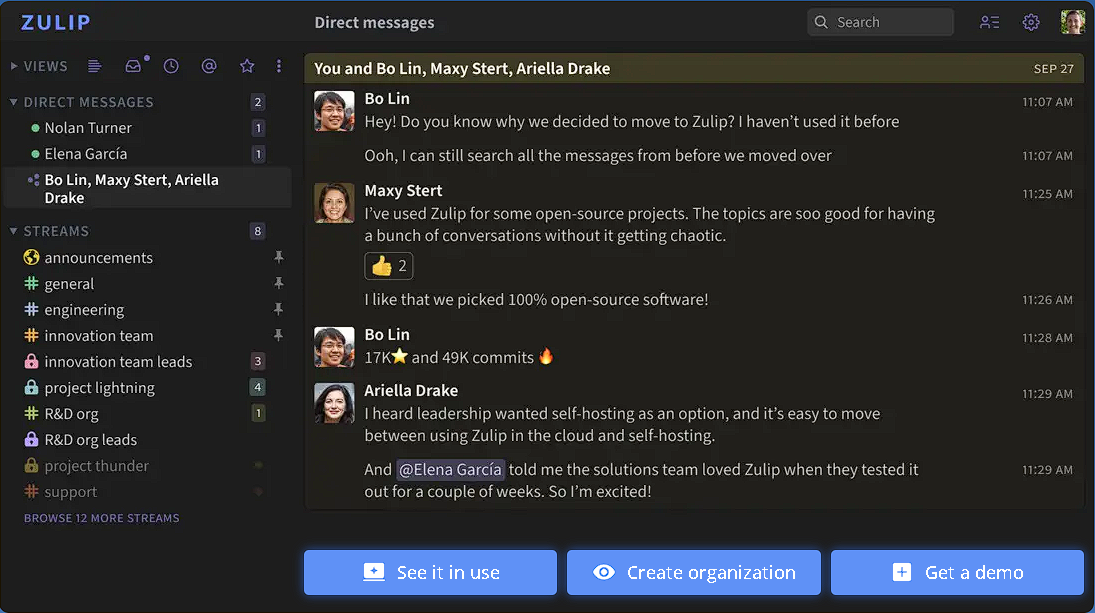 ZULIP
Direct messages
Search
VIEWS
DIRECT MESSAGES 2
Nolan Turner 1
Elena García 1
Bo Lin, Maxy Stert, Ariella
Drake
STREAMS 8
announcements
general
engineering
innovation team
innovation team leads 3
project lightning 4
R&D org 1
R&D org leads
project thunder
support
BROWSE 12 MORE STREAMS
You and Bo Lin, Maxy Stert, Ariella Drake SEP 27
Bo Lin 11:07 AM
Hey! Do you know why we decided to move to Zulip? I haven’t used it before
Ooh, I can still search all the messages from before we moved over 11:07 AM
Maxy Stert 11:25 AM
I’ve used Zulip for some open-source projects. The topics are soo good for having
a bunch of conversations without it getting chaotic.
👍 2
I like that we picked 100% open-source software! 11:26 AM
Bo Lin 11:28 AM
17K⭐ and 49K commits 🔥
Ariella Drake 11:29 AM
I heard leadership wanted self-hosting as an option, and it’s easy to move
between using Zulip in the cloud and self-hosting.
And @Elena García told me the solutions team loved Zulip when they tested it 11:29 AM
out for a couple of weeks. So I’m excited!
See it in use
Create organization
Get a demo